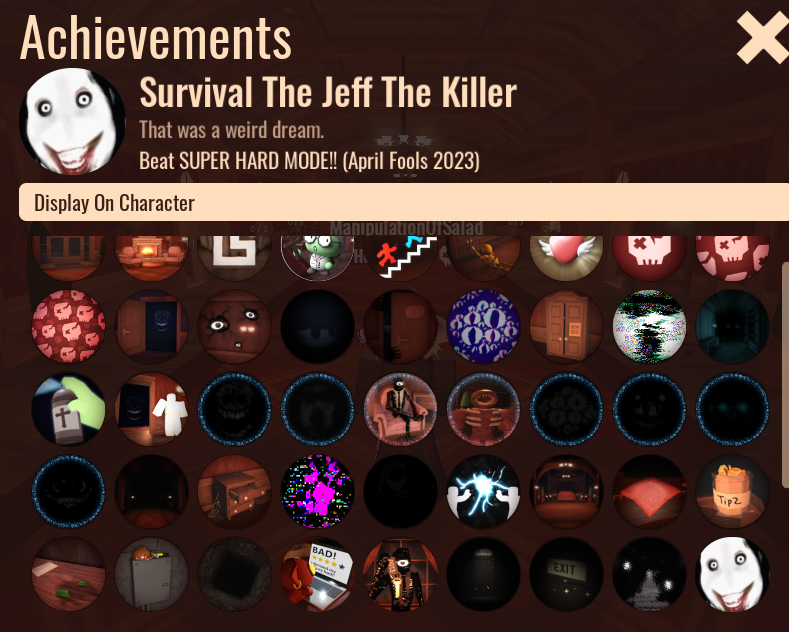 Achievements
Survival The Jeff The Killer
That was a weird dream.
Beat SUPER HARD MODE!! (April Fools 2023)
Display On Character
ManipulationOfSalad
TIPZ
BAD!
EXIT